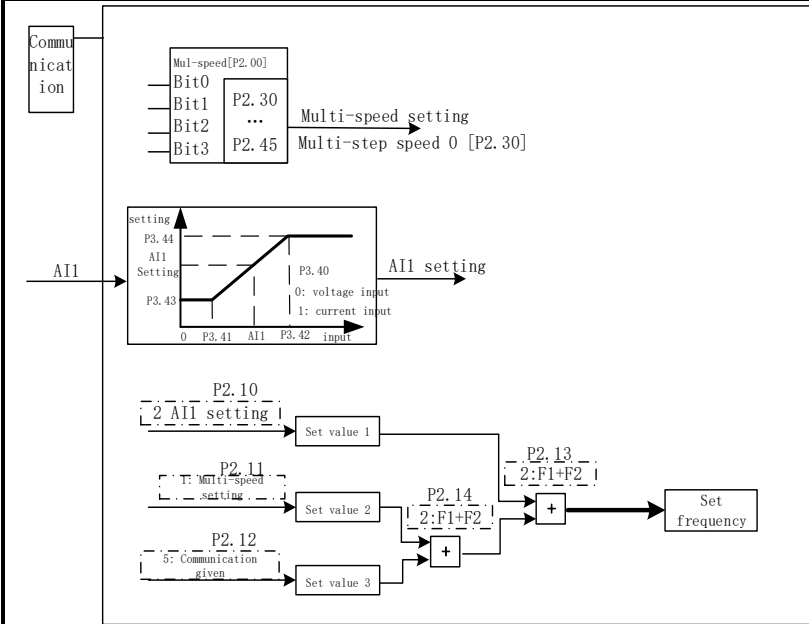 Commu
nicat
ion
Mul-speed[P2.00]
Bit0
Bit1
Bit2
Bit3
P2.30
...
P2.45
Multi-speed setting
Multi-step speed 0 [P2.30]
setting
P3.44
AI1
Setting
P3.43
P3.40
0: voltage input
1: current input
0 P3.41 AI1 P3.42 input
AI1
AI1 setting
P2.10
2 AI1 setting
Set value 1
P2.11
1: Multi-speed
setting
Set value 2
P2.12
5: Communication
given
Set value 3
P2.14
2:F1+F2
+
P2.13
2:F1+F2
+
Set
frequency